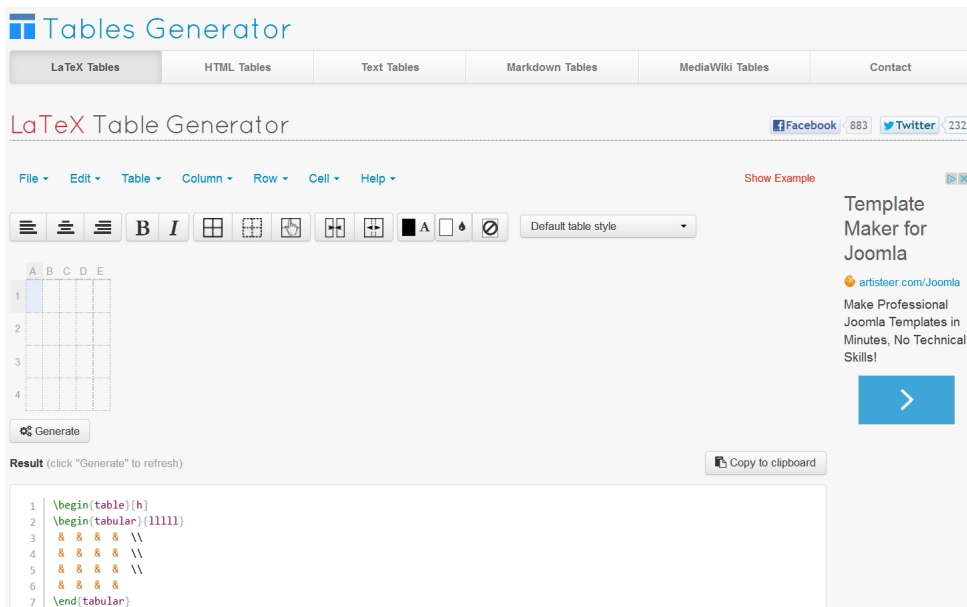 Tables Generator
LaTeX Tables HTML Tables Text Tables Markdown Tables MediaWiki Tables Contact
LaTeX Table Generator
Facebook 883 Twitter 232
File Edit Table Column Row Cell Help Show Example
B I A Default table style
A B C D E
1
2
3
4
Generate
Result (click "Generate" to refresh)
Copy to clipboard
1 \begin{table}[h]
2 \begin{tabular}{lllll}
3 & & & & \\
4 & & & & \\
5 & & & & \\
6 & & & &
7 \end{tabular}
Template
Maker for
Joomla
artisteer.com/Joomla
Make Professional
Joomla Templates in
Minutes, No Technical
Skills!